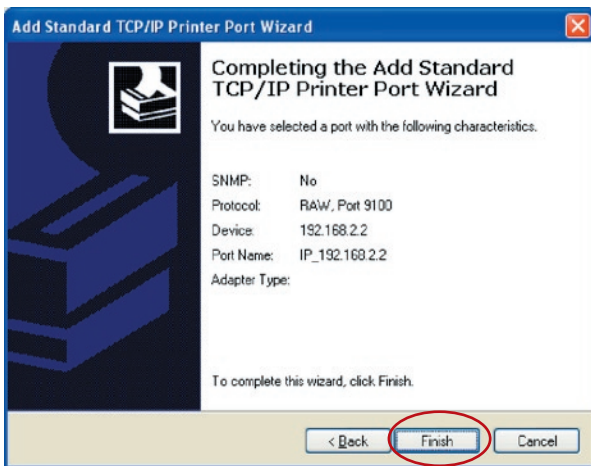 Add Standard TCP/IP Printer Port Wizard
Completing the Add Standard
TCP/IP Printer Port Wizard
You have selected a port with the following characteristics.
SNMP: No
Protocol: RAW, Port 9100
Device: 192.168.2.2
Port Name: IP_192.168.2.2
Adapter Type:
To complete this wizard, click Finish.
< Back Finish Cancel